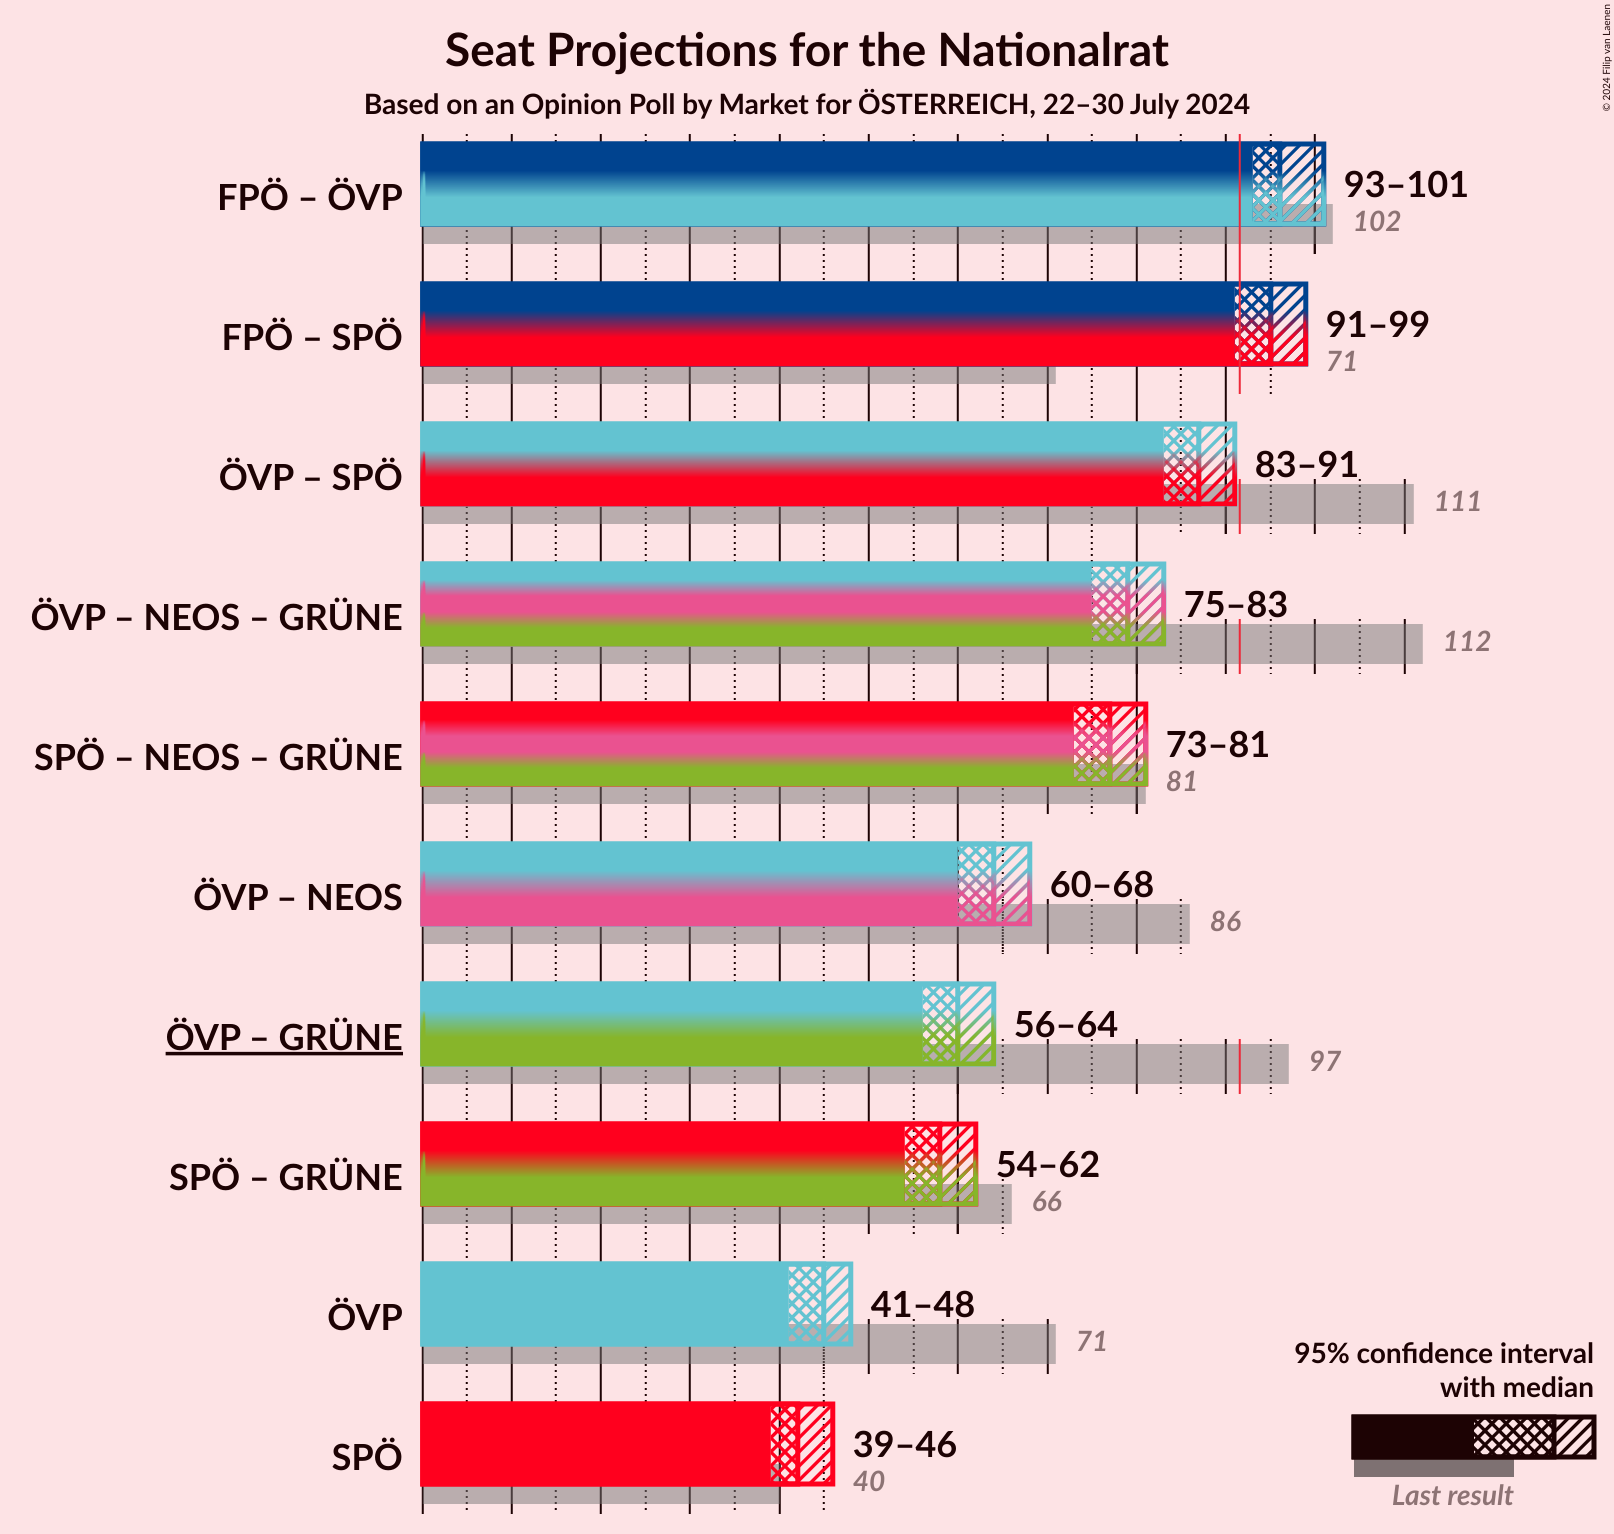 Seat Projections for the Nationalrat
Based on an Opinion Poll by Market for ÖSTERREICH, 22–30 July 2024
© 2024 Filip van Laenen
FPÖ – ÖVP
93–101
102
FPÖ – SPÖ
91–99
71
ÖVP – SPÖ
83–91
111
ÖVP – NEOS – GRÜNE
75–83
112
SPÖ – NEOS – GRÜNE
73–81
81
ÖVP – NEOS
60–68
86
ÖVP – GRÜNE
56–64
97
SPÖ – GRÜNE
54–62
66
ÖVP
41–48
71
SPÖ
39–46
40
95% confidence interval
with median
Last result